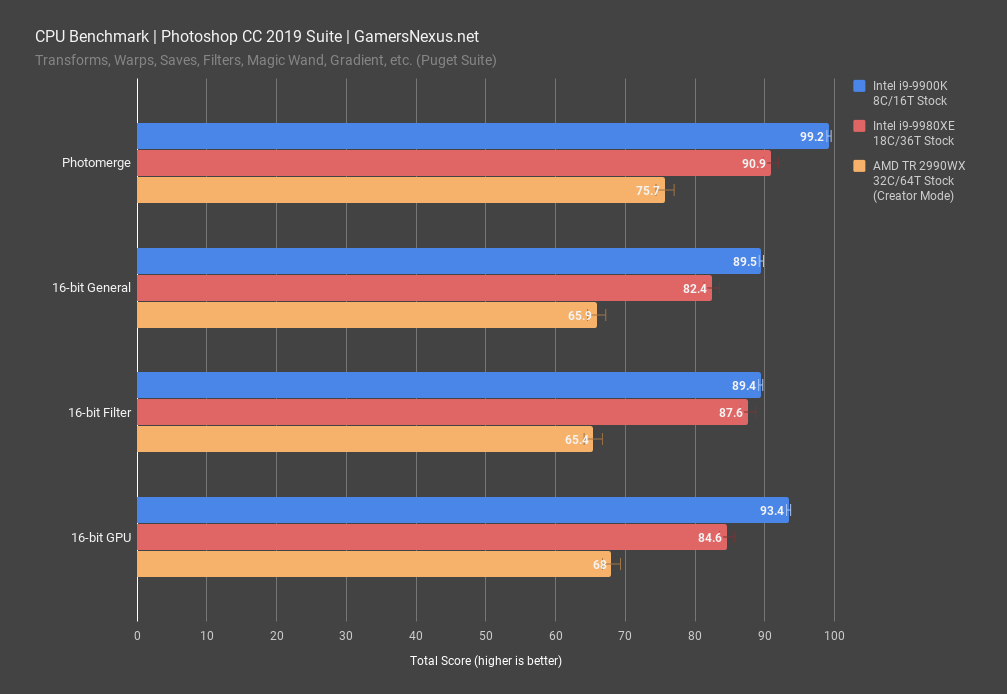 CPU Benchmark | Photoshop CC 2019 Suite | GamersNexus.net
Transforms, Warps, Saves, Filters, Magic Wand, Gradient, etc. (Puget Suite)
Intel i9-9900K
8C/16T Stock
Intel i9-9980XE
18C/36T Stock
AMD TR 2990WX
32C/64T Stock
(Creator Mode)
Photomerge
99.2
90.9
75.7
16-bit General
89.5
82.4
65.9
16-bit Filter
89.4
87.6
65.4
16-bit GPU
93.4
84.6
68
0 10 20 30 40 50 60 70 80 90 100
Total Score (higher is better)